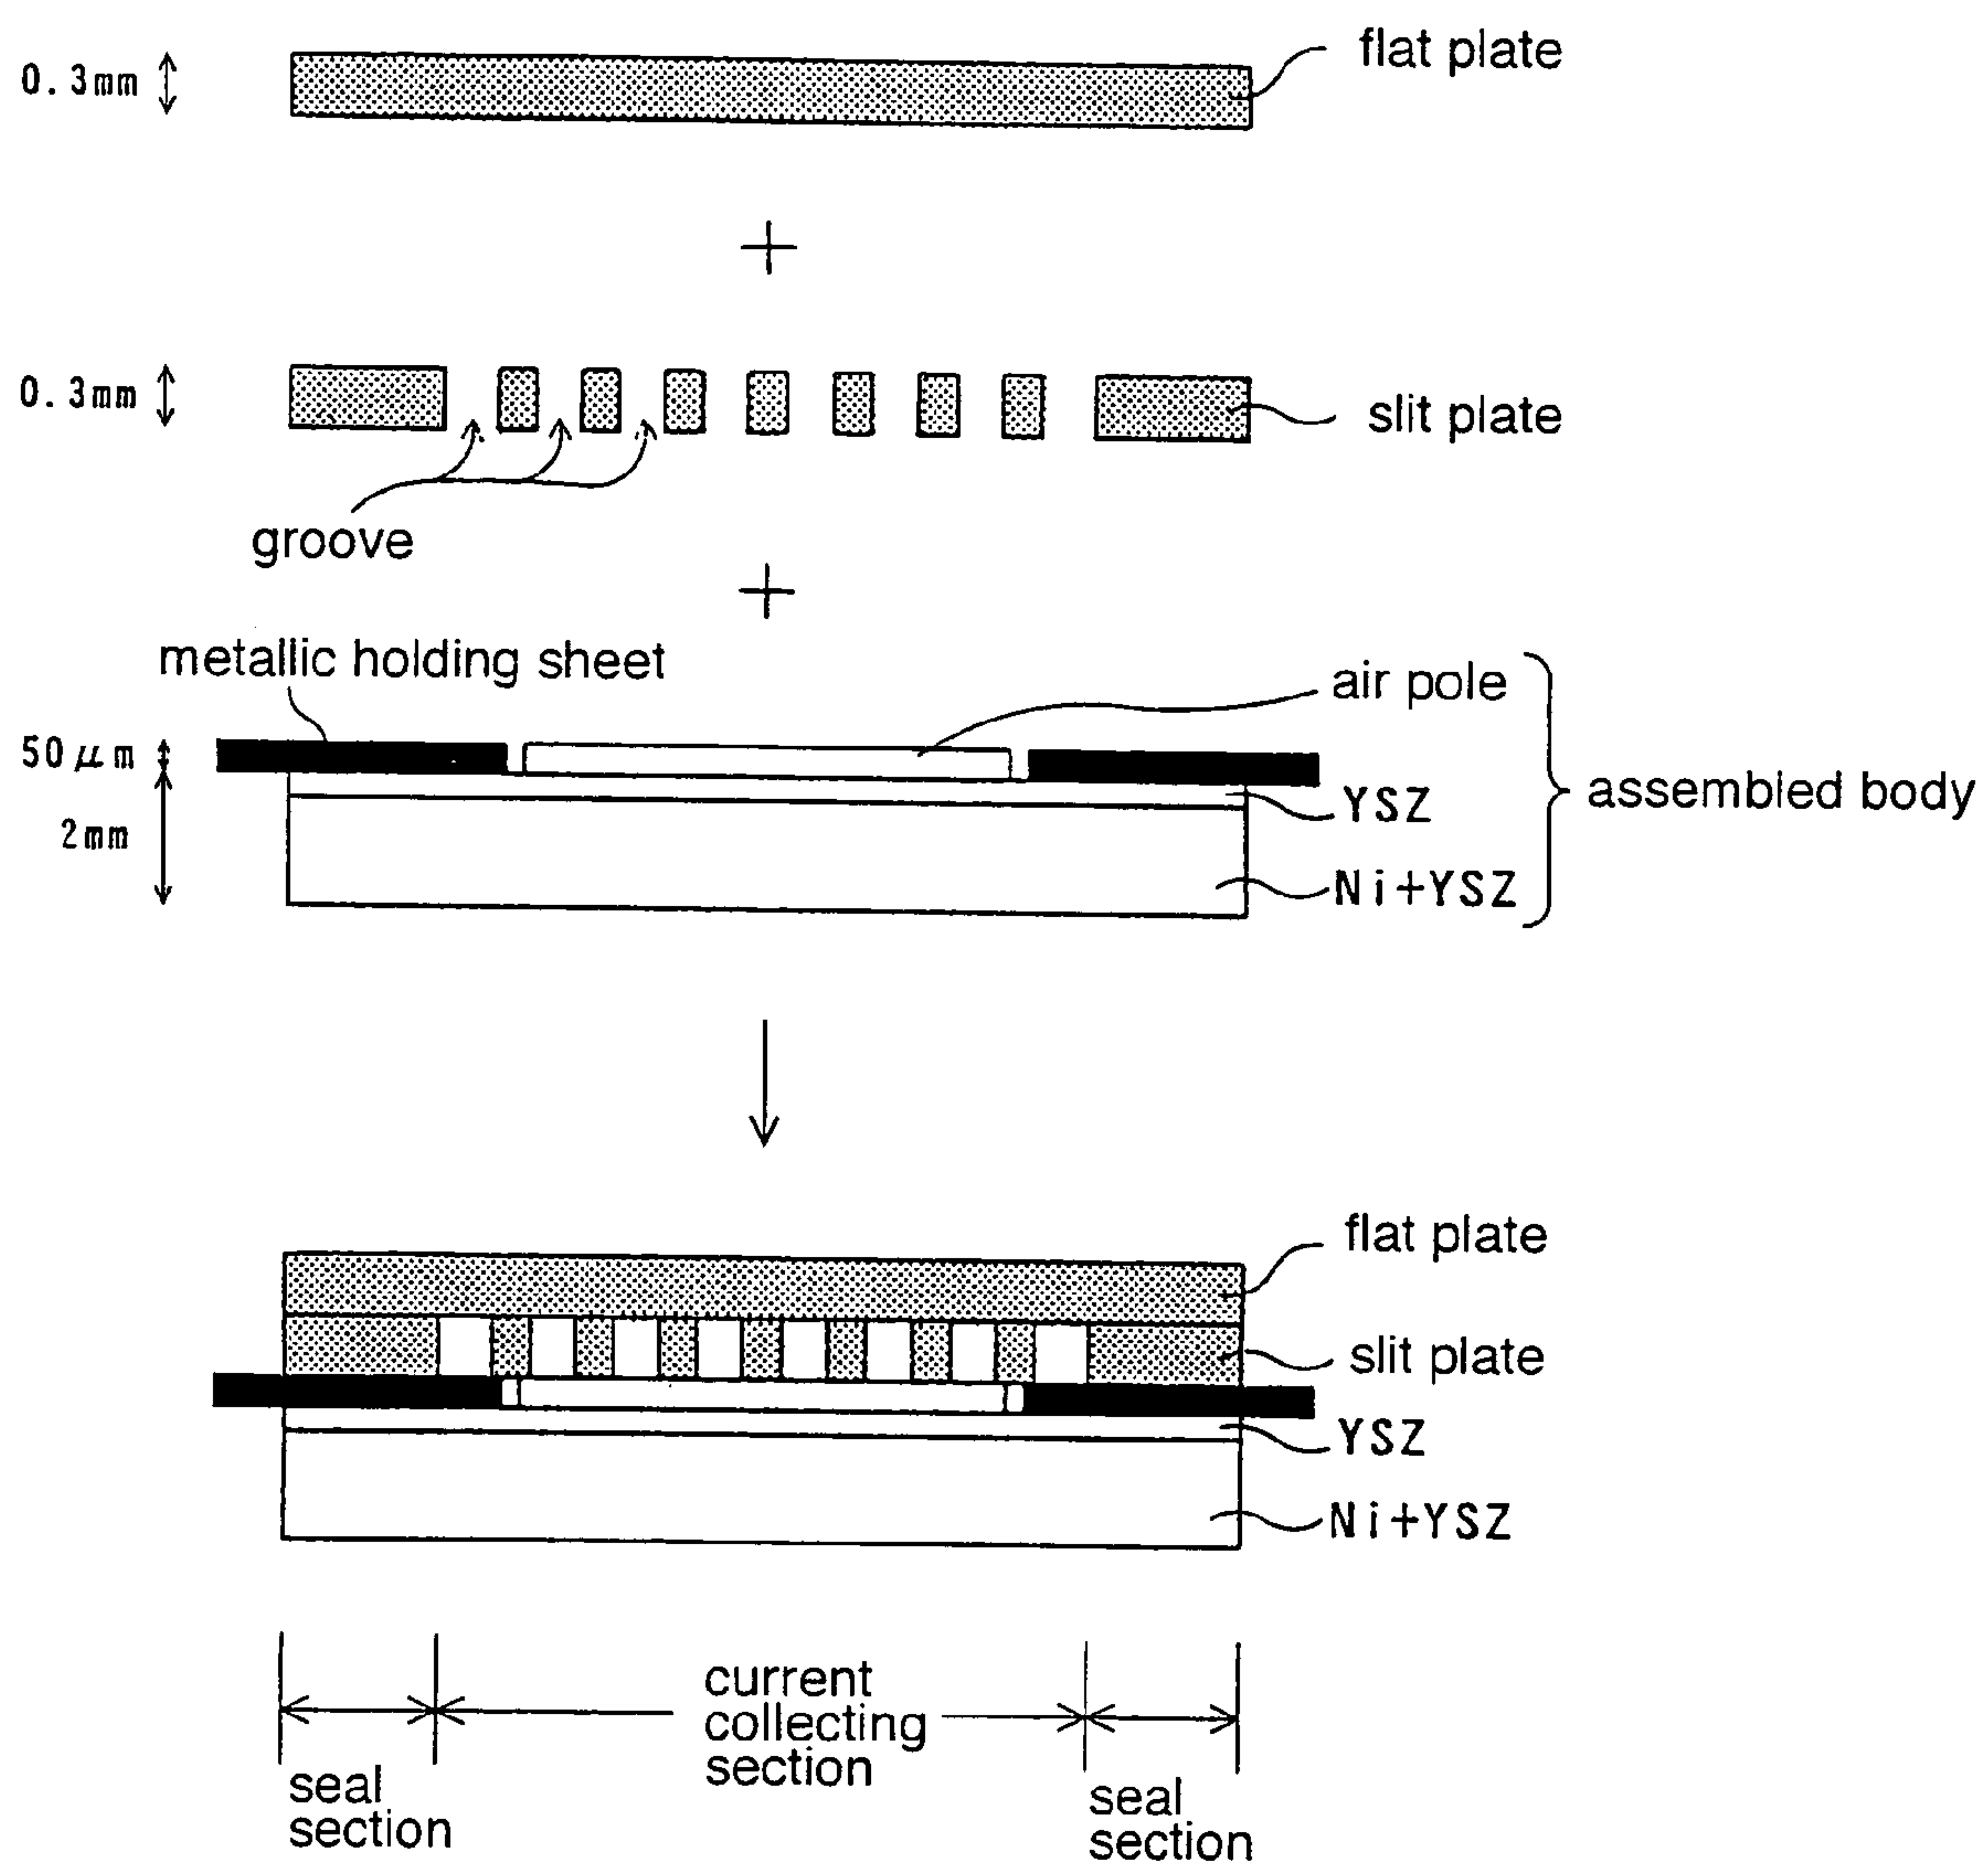 0.3mm
flat plate
+
0.3mm
slit plate
groove
+
metallic holding sheet
air pole
50μm
YSZ
assembled body
2mm
Ni+YSZ
flat plate
slit plate
YSZ
Ni+YSZ
current
collecting
section
seal
section
seal
section